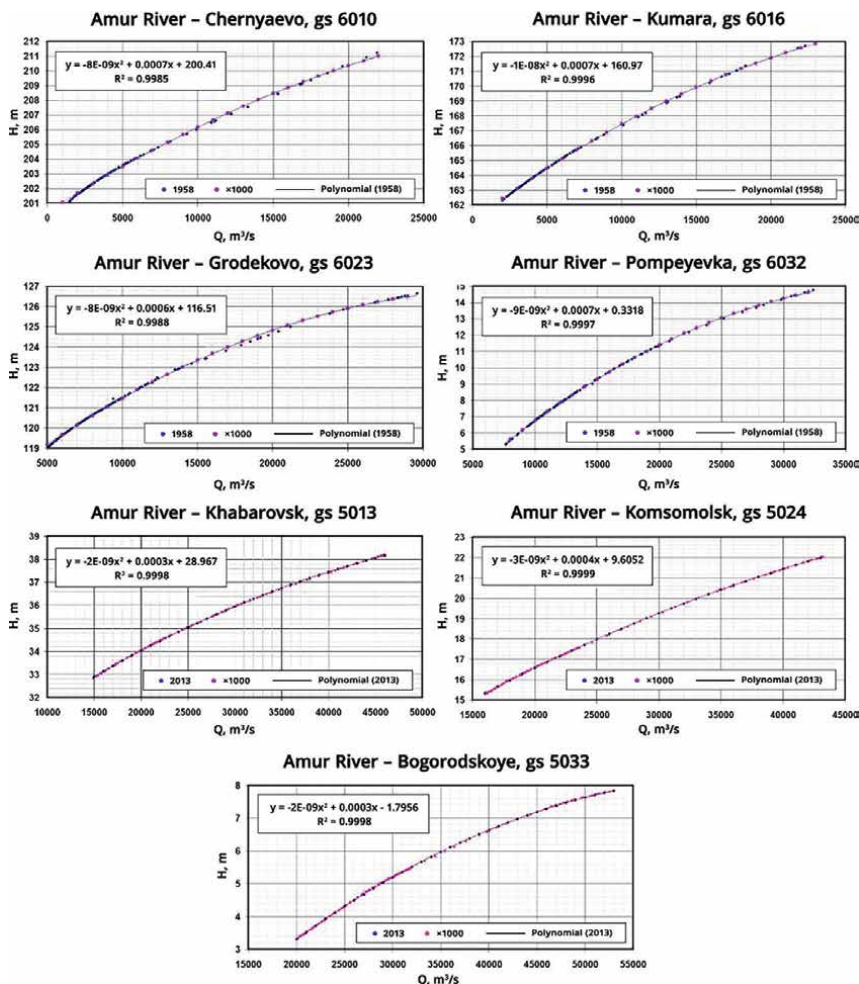 Amur River – Chernyaevo, gs 6010
212
211
210
209
208
207
206
205
204
203
202
201
H, m
y = -8E-09x² + 0.0007x + 200.41
R² = 0.9985
1958 ×1000 Polynomial (1958)
0 5000 10000 15000 20000 25000
Q, m³/s
Amur River – Kumara, gs 6016
173
172
171
170
169
168
167
166
165
164
163
162
H, m
y = -1E-08x² + 0.0007x + 160.97
R² = 0.9996
1958 ×1000 Polynomial (1958)
0 5000 10000 15000 20000 25000
Q, m³/s
Amur River – Grodekovo, gs 6023
127
126
125
124
123
122
121
120
119
H, m
y = -8E-09x² + 0.0006x + 116.51
R² = 0.9988
1958 ×1000 Polynomial (1958)
5000 10000 15000 20000 25000 30000
Q, m³/s
Amur River – Pompeyevka, gs 6032
15
14
13
12
11
10
9
8
7
6
5
H, m
y = -9E-09x² + 0.0007x + 0.3318
R² = 0.9997
1958 ×1000 Polynomial (1958)
5000 10000 15000 20000 25000 30000 35000
Q, m³/s
Amur River – Khabarovsk, gs 5013
39
38
37
36
35
34
33
32
H, m
y = -2E-09x² + 0.0003x + 28.967
R² = 0.9998
2013 ×1000 Polynomial (2013)
10000 15000 20000 25000 30000 35000 40000 45000 50000
Q, m³/s
Amur River – Komsomolsk, gs 5024
23
22
21
20
19
18
17
16
15
H, m
y = -3E-09x² + 0.0004x + 9.6052
R² = 0.9999
2013 ×1000 Polynomial (2013)
15000 20000 25000 30000 35000 40000 45000
Q, m³/s
Amur River – Bogorodskoye, gs 5033
8
7
6
5
4
3
H, m
y = -2E-09x² + 0.0003x - 1.7956
R² = 0.9998
2013 ×1000 Polynomial (2013)
15000 20000 25000 30000 35000 40000 45000 50000 55000
Q, m³/s